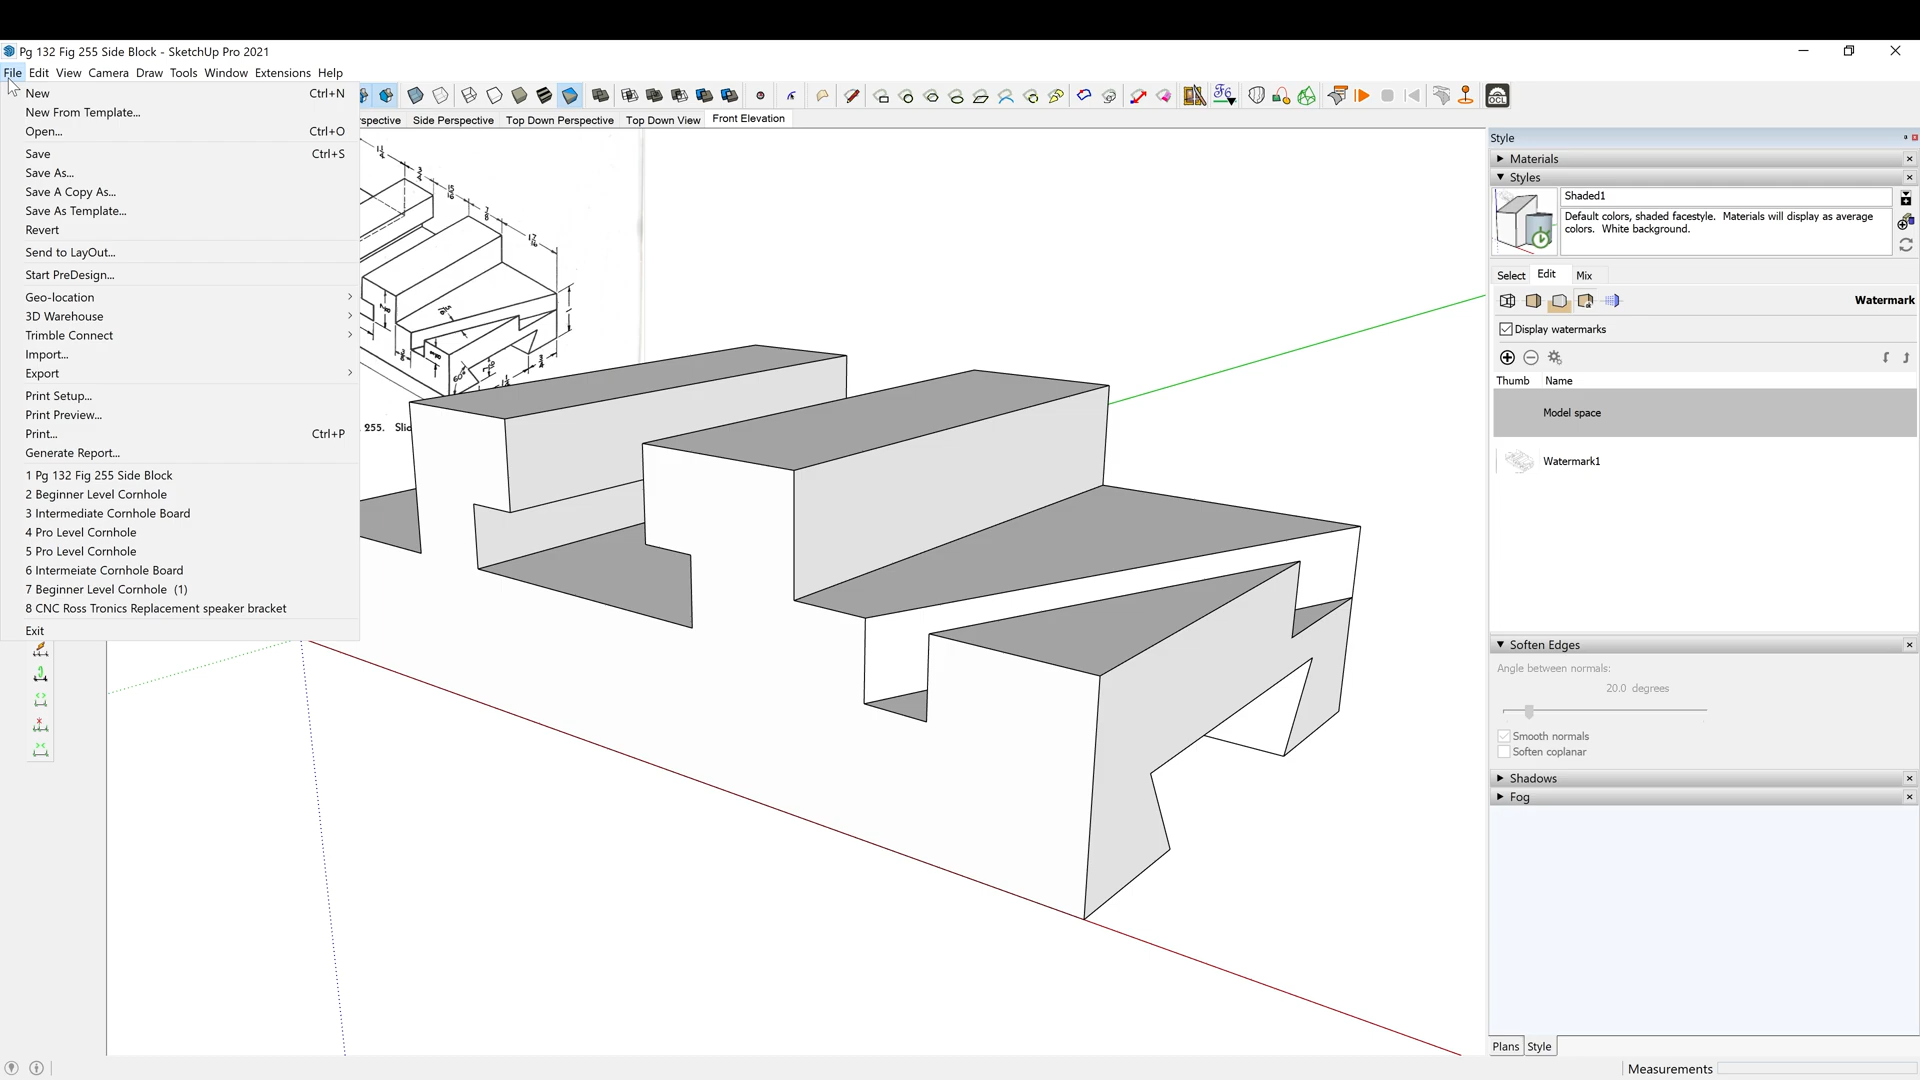 Pg 132 Fig 255 Side Block - SketchUp Pro 2021
File Edit View Camera Draw Tools Window Extensions Help
New Ctrl+N
New From Template...
Open... Ctrl+O
Save Ctrl+S
Save As...
Save A Copy As...
Save As Template...
Revert
Send to LayOut...
Start PreDesign...
Geo-location
3D Warehouse
Trimble Connect
Import...
Export
Print Setup...
Print Preview...
Print... Ctrl+P
Generate Report...
1 Pg 132 Fig 255 Side Block
2 Beginner Level Cornhole
3 Intermediate Cornhole Board
4 Pro Level Cornhole
5 Pro Level Cornhole
6 Intermeiate Cornhole Board
7 Beginner Level Cornhole (1)
8 CNC Ross Tronics Replacement speaker bracket
Exit
OCL
spective Side Perspective Top Down Perspective Top Down View Front Elevation
60°
255. Slid
Style
Materials
Styles
Shaded1
Default colors, shaded facestyle. Materials will display as average
colors. White background.
Select Edit Mix
Watermark
Display watermarks
Thumb Name
Model space
Watermark1
Soften Edges
Angle between normals:
20.0 degrees
Smooth normals
Soften coplanar
Shadows
Fog
Plans Style
Measurements